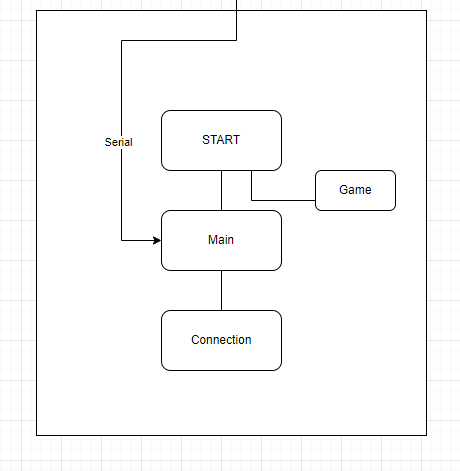 START
Serial
Game
Main
Connection